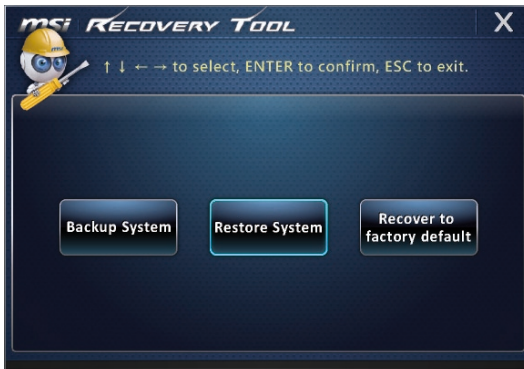 msi RECOVERY TOOL X
↑ ↓ ← → to select, ENTER to confirm, ESC to exit.
Backup System
Restore System
Recover to
factory default